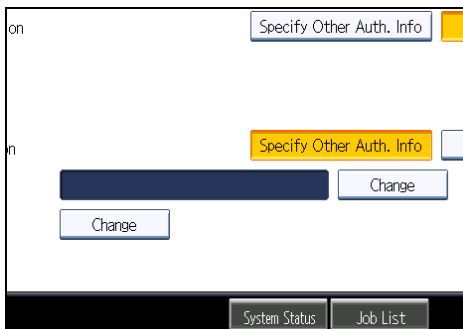 on
Specify Other Auth. Info
n
Specify Other Auth. Info
Change
Change
System Status
Job List